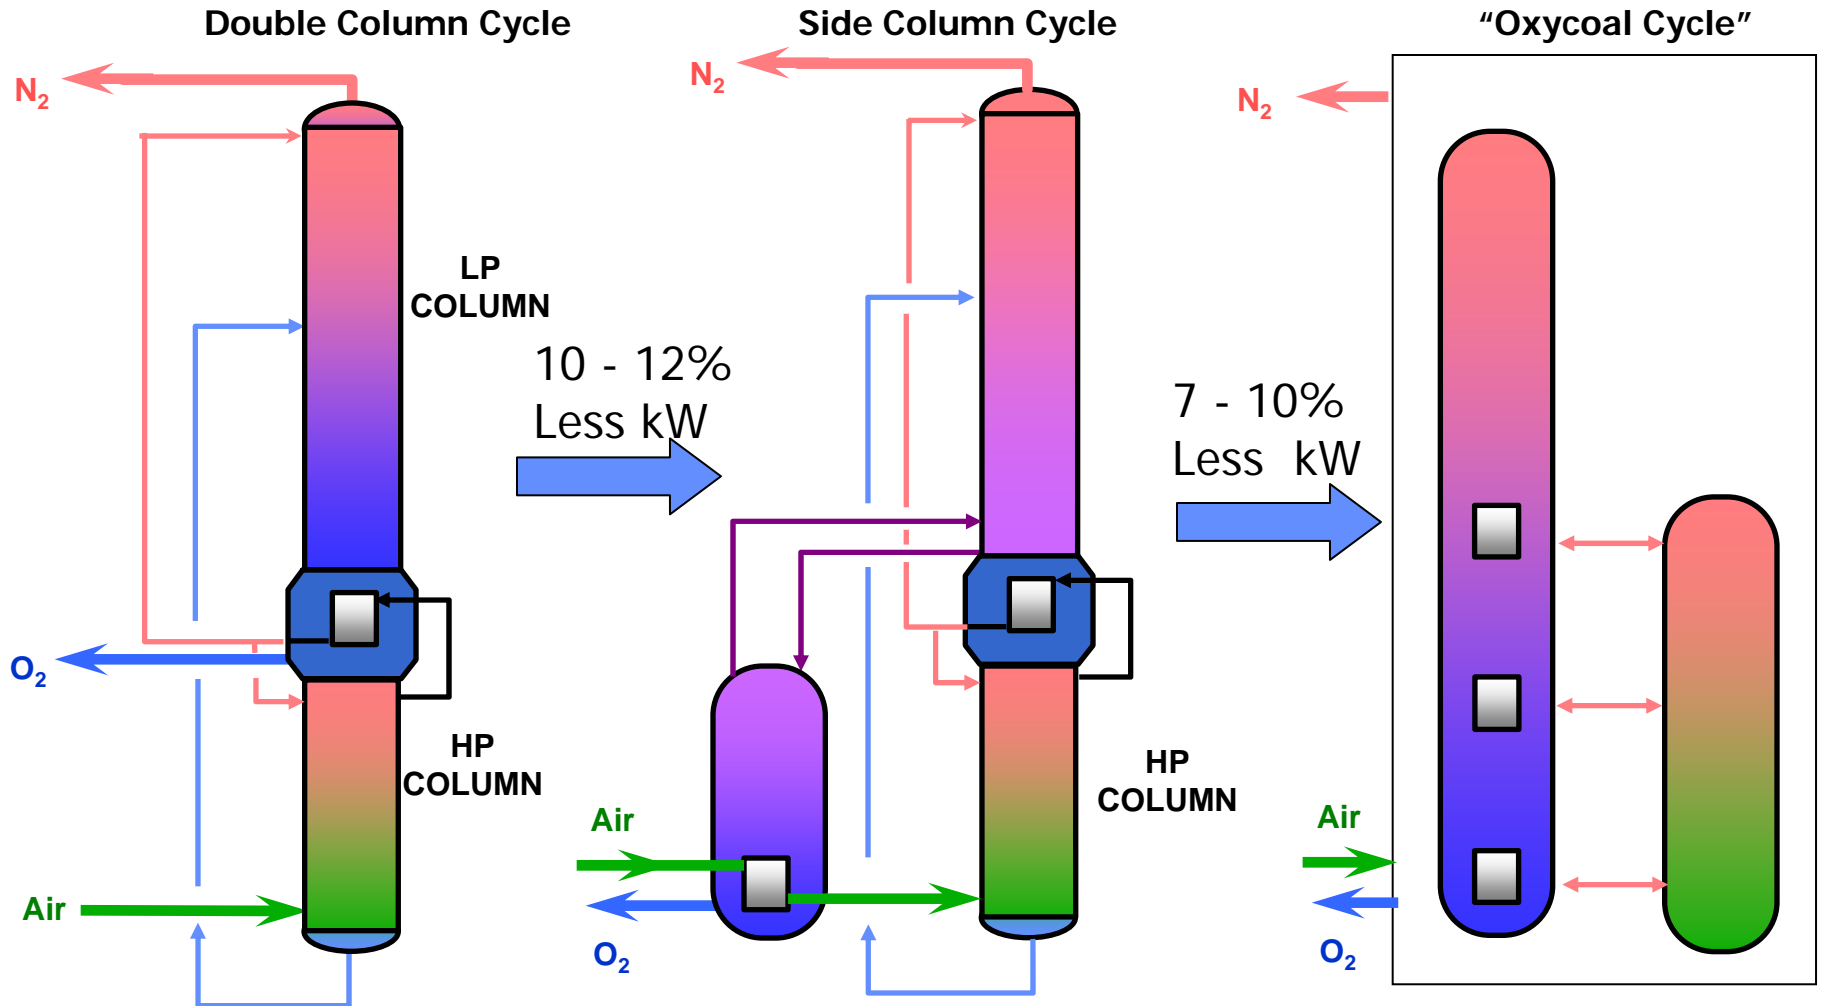 Double Column Cycle
Side Column Cycle
“Oxycoal Cycle”
N₂
N₂
N₂
LP
COLUMN
10 - 12%
Less kW
7 - 10%
Less kW
O₂
HP
COLUMN
HP
COLUMN
Air
Air
Air
O₂
O₂